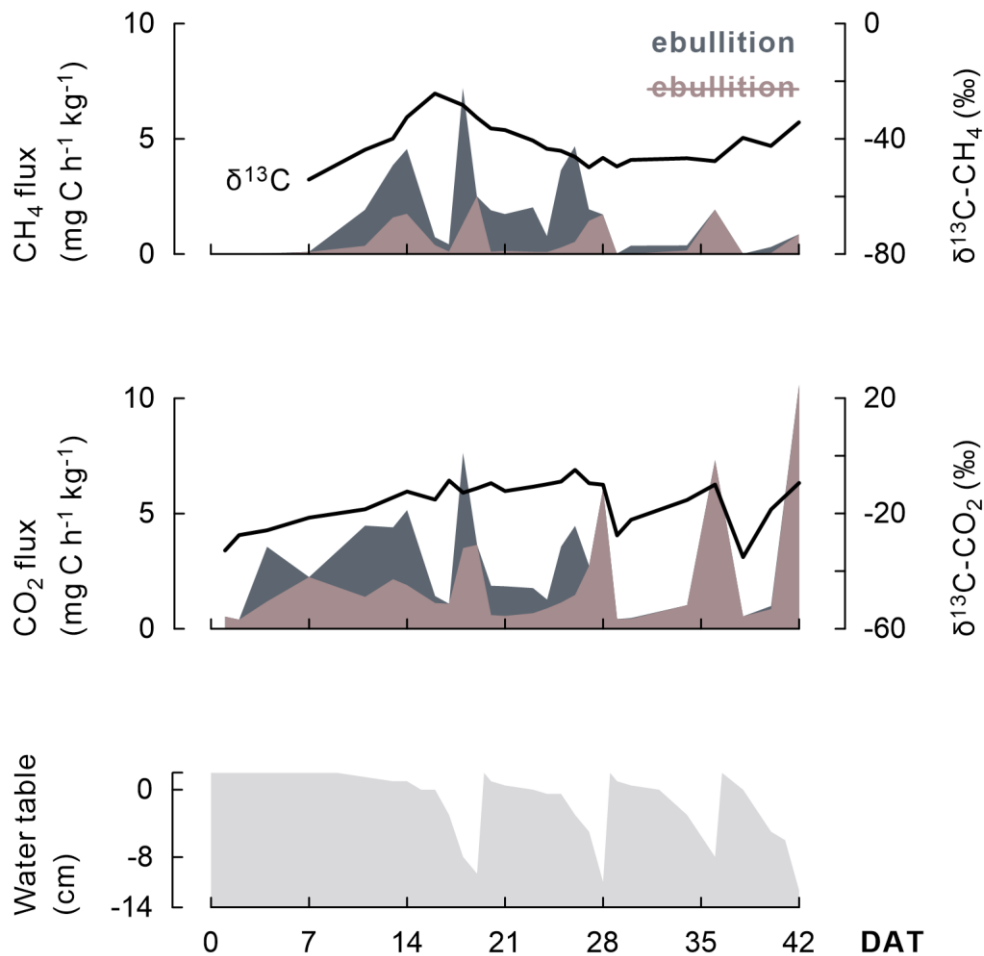 10
5
0
CH₄ flux
(mg C h⁻¹ kg⁻¹)
δ¹³C
ebullition
ebullition
0
-40
-80
δ¹³C-CH₄ (‰)
10
5
0
CO₂ flux
(mg C h⁻¹ kg⁻¹)
20
-20
-60
δ¹³C-CO₂ (‰)
Water table
(cm)
0
-8
-14
0 7 14 21 28 35 42 DAT